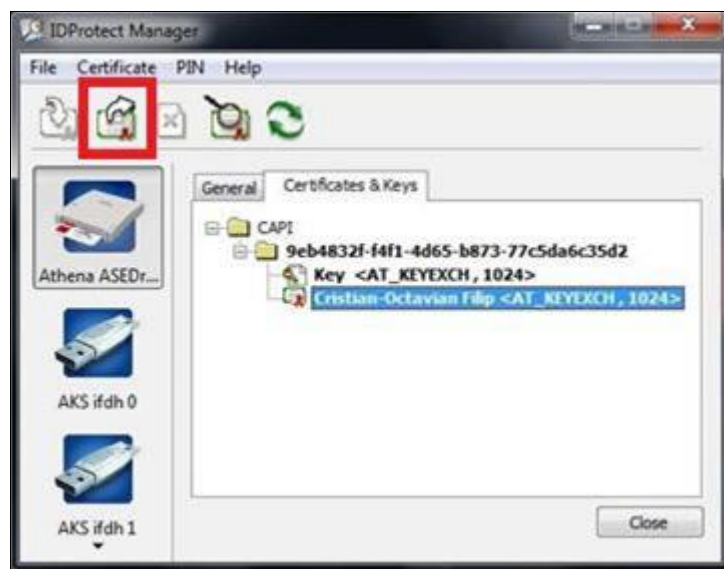 IDProtect Manager
File Certificate PIN Help
General Certificates & Keys
CAPI
9eb4832f-f4f1-4d65-b873-77c5da6c35d2
Key <AT_KEYEXCH, 1024>
Cristian-Octavian Filip <AT_KEYEXCH, 1024>
Athena ASEDr...
AKS ifdh 0
AKS ifdh 1
Close